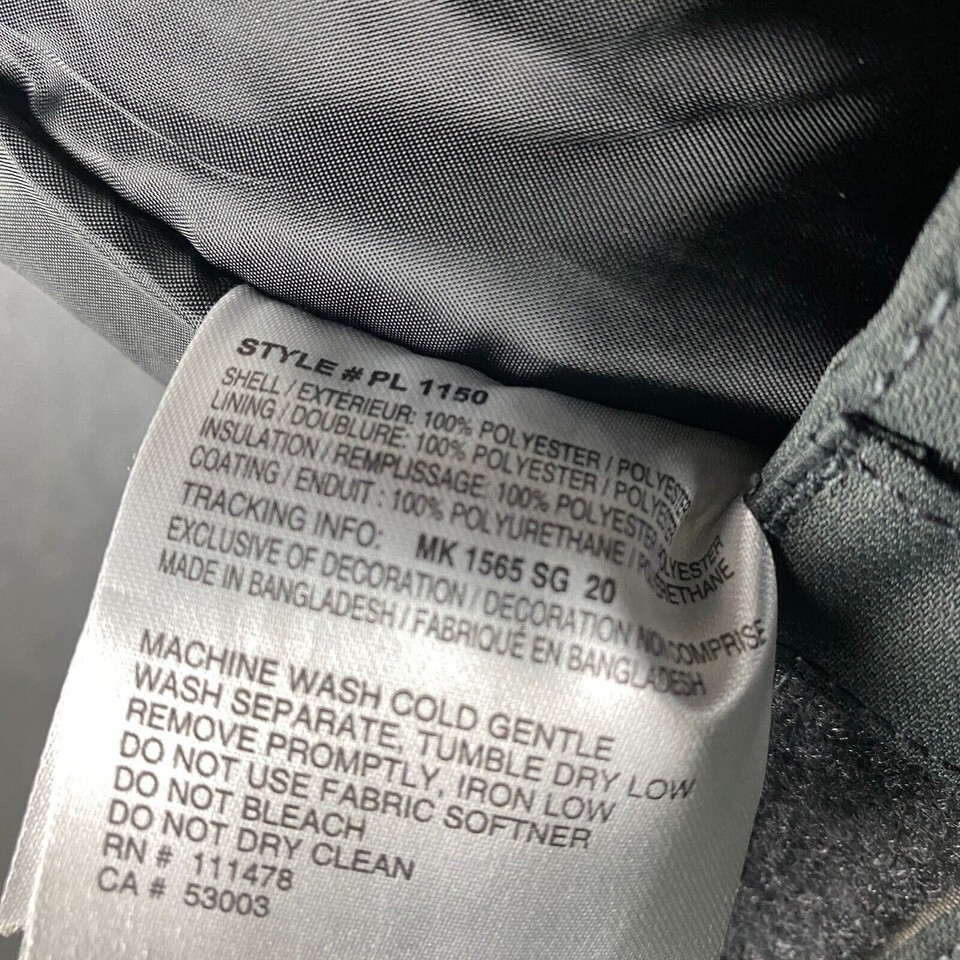 STYLE # PL 1150
SHELL / EXTÉRIEUR: 100% POLYESTER / POLYESTER
LINING / DOUBLURE: 100% POLYESTER / POLYESTER
INSULATION / REMPLISSAGE: 100% POLYESTER / POLYESTER
COATING / ENDUIT : 100% POLYURETHANE / POLYURETHANE
TRACKING INFO: MK 1565 SG 20
EXCLUSIVE OF DECORATION / DECORATION NON COMPRISE
MADE IN BANGLADESH / FABRIQUÉ EN BANGLADESH
MACHINE WASH COLD GENTLE
WASH SEPARATE, TUMBLE DRY LOW
REMOVE PROMPTLY, IRON LOW
DO NOT USE FABRIC SOFTNER
DO NOT BLEACH
DO NOT DRY CLEAN
RN # 111478
CA # 53003